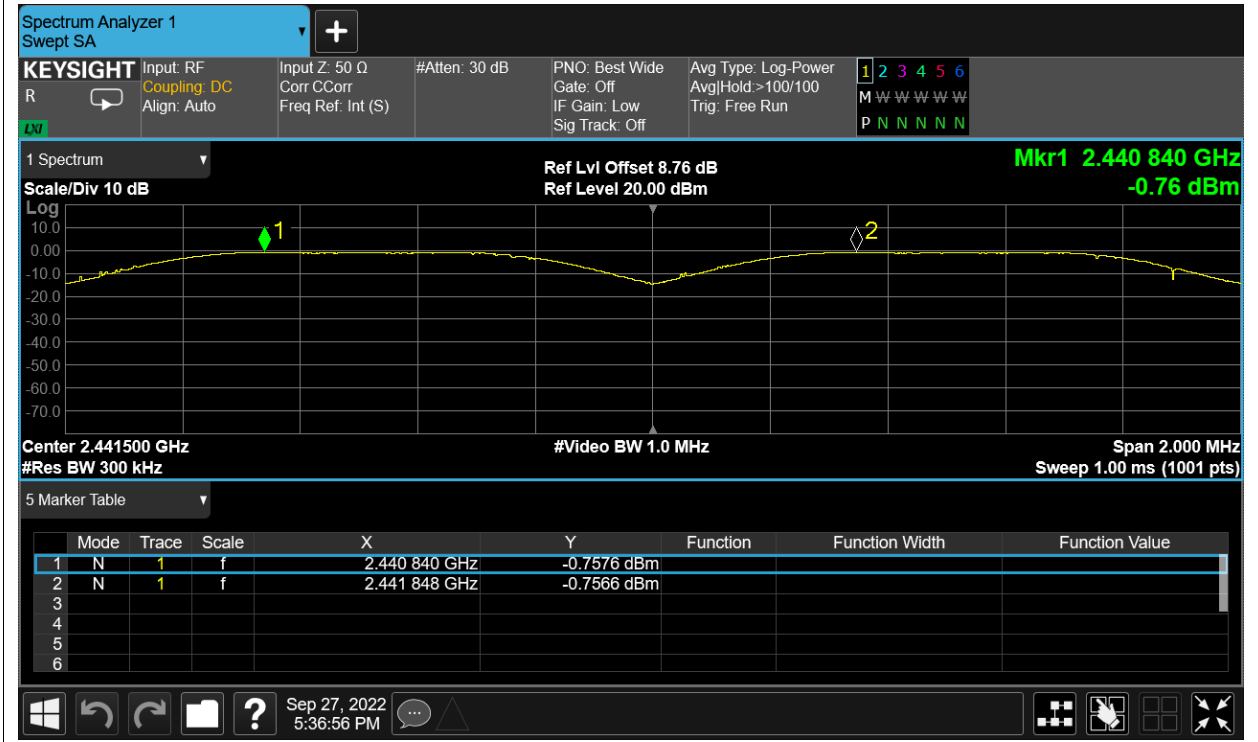 Spectrum Analyzer 1
Swept SA
KEYSIGHT
R
LXI
Input: RF
Coupling: DC
Align: Auto
Input Z: 50 Ω
Corr CCorr
Freq Ref: Int (S)
#Atten: 30 dB
PNO: Best Wide
Gate: Off
IF Gain: Low
Sig Track: Off
Avg Type: Log-Power
Avg|Hold:>100/100
Trig: Free Run
1 2 3 4 5 6
M W W W W W
P N N N N N
1 Spectrum
Scale/Div 10 dB
Ref Lvl Offset 8.76 dB
Ref Level 20.00 dBm
Mkr1 2.440 840 GHz
-0.76 dBm
Log
10.0
0.00
-10.0
-20.0
-30.0
-40.0
-50.0
-60.0
-70.0
1
2
Center 2.441500 GHz
#Res BW 300 kHz
#Video BW 1.0 MHz
Span 2.000 MHz
Sweep 1.00 ms (1001 pts)
5 Marker Table
Mode Trace Scale X Y Function Function Width Function Value
1 N 1 f 2.440 840 GHz -0.7576 dBm
2 N 1 f 2.441 848 GHz -0.7566 dBm
3
4
5
6
?
Sep 27, 2022
5:36:56 PM